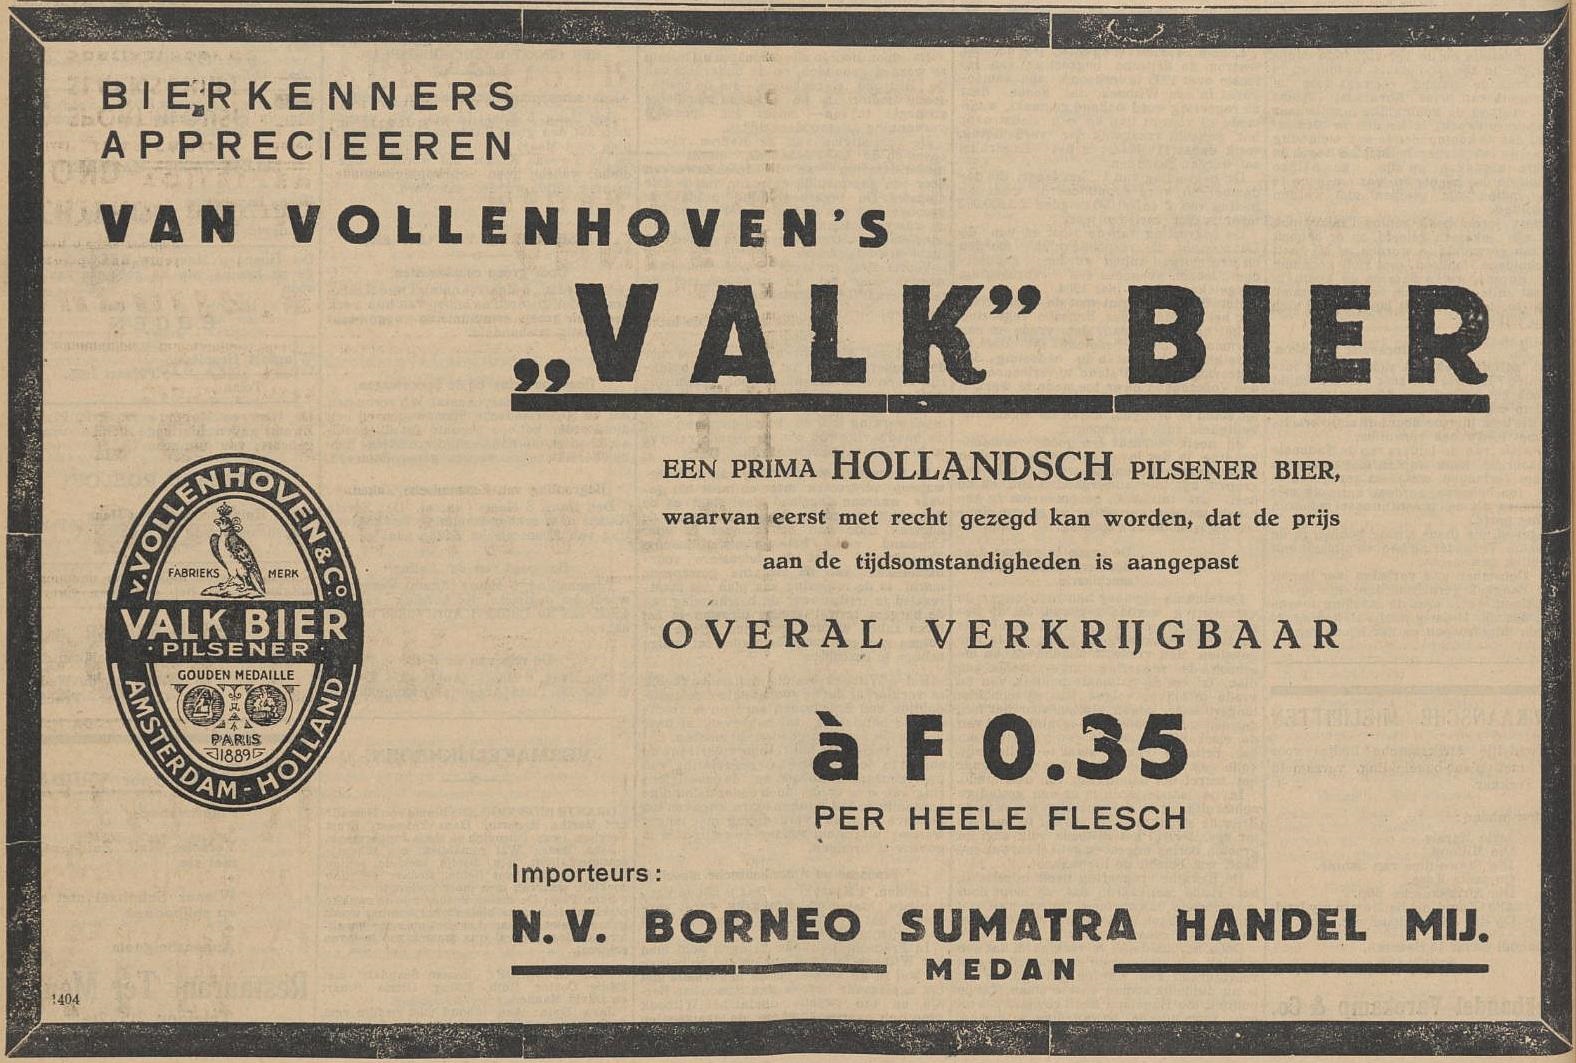 BIERKENNERS
APPRECIEEREN
VAN VOLLENHOVEN'S
„VALK” BIER
EEN PRIMA HOLLANDSCH PILSENER BIER,
waarvan eerst met recht gezegd kan worden, dat de prijs
aan de tijdsomstandigheden is aangepast
OVERAL VERKRIJGBAAR
à F 0.35
PER HEELE FLESCH
V. VOLLENHOVEN & Co
FABRIEKS MERK
VALK BIER
· PILSENER ·
GOUDEN MEDAILLE
PARIS
1889
AMSTERDAM - HOLLAND
Importeurs :
N. V. BORNEO SUMATRA HANDEL MIJ.
MEDAN
1404